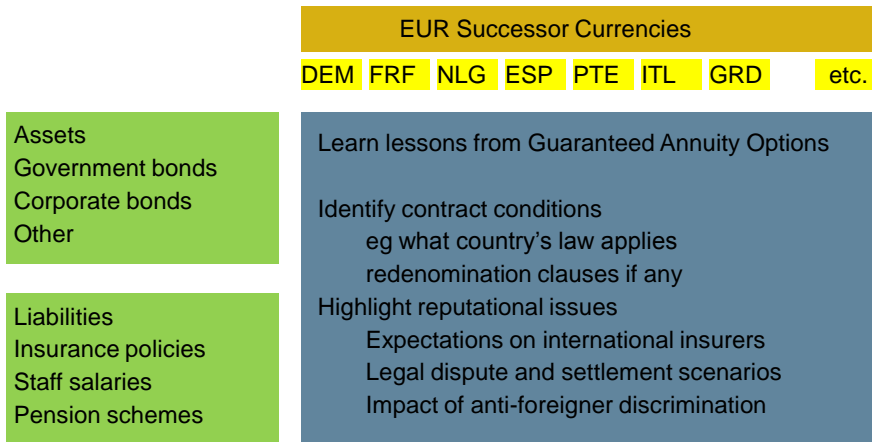 EUR Successor Currencies
DEM FRF NLG ESP PTE ITL GRD etc.
Assets
Government bonds
Corporate bonds
Other
Liabilities
Insurance policies
Staff salaries
Pension schemes
Learn lessons from Guaranteed Annuity Options
Identify contract conditions
eg what country's law applies
redenomination clauses if any
Highlight reputational issues
Expectations on international insurers
Legal dispute and settlement scenarios
Impact of anti-foreigner discrimination